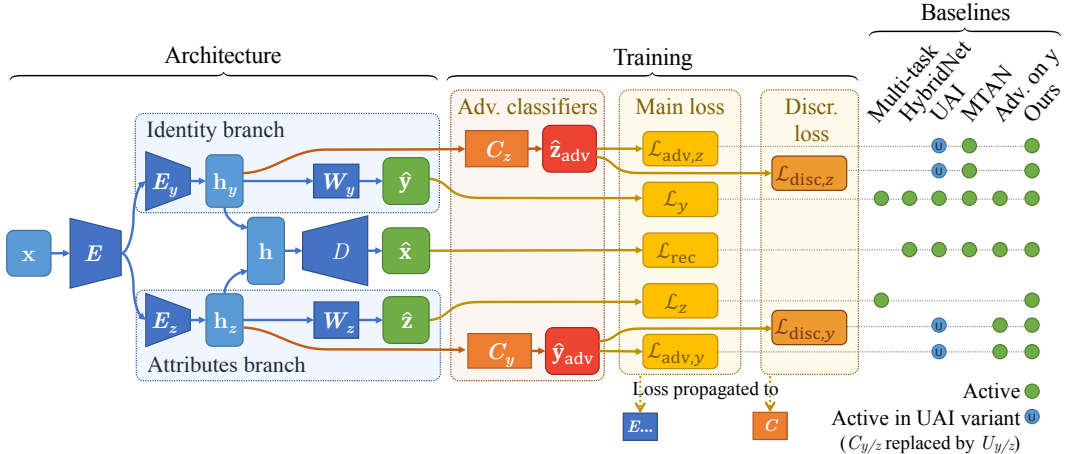 Baselines
Architecture
Training
Multi-task
HybridNet
UAI
MTAN
Adv. on y
Ours
Adv. classifiers
Main loss
Discr. loss
Identity branch
C_z
ẑ_adv
ℒ_adv,z
U
E_y
h_y
W_y
ŷ
ℒ_disc,z
U
ℒ_y
x
E
h
D
x̂
ℒ_rec
E_z
h_z
W_z
ẑ
ℒ_z
ℒ_disc,y
U
Attributes branch
C_y
ŷ_adv
ℒ_adv,y
U
Loss propagated to
E...
C
Active
Active in UAI variant
U
(C_y/z replaced by U_y/z)